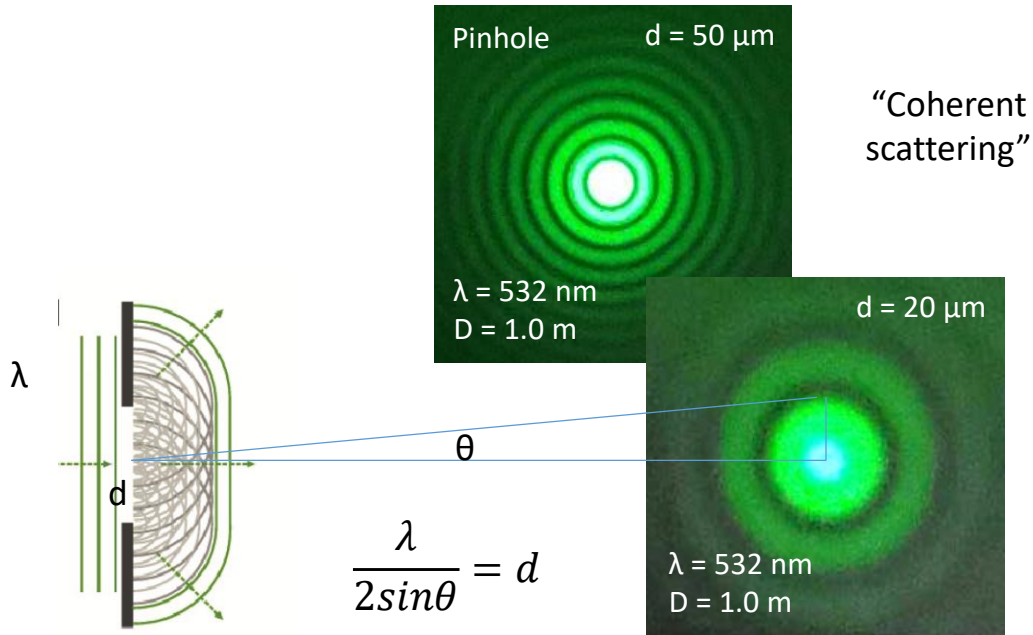 Pinhole d = 50 μm
“Coherent
scattering”
λ = 532 nm
D = 1.0 m
d = 20 μm
λ
θ
d
λ/2sinθ = d
λ = 532 nm
D = 1.0 m